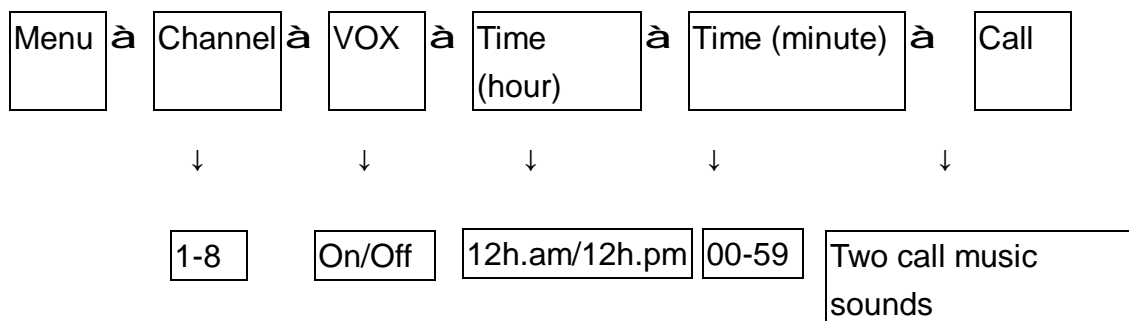 Menu à Channel à VOX à Time à Time (minute) à Call
(hour)
↓ ↓ ↓ ↓ ↓
1-8 On/Off 12h.am/12h.pm 00-59 Two call music
sounds